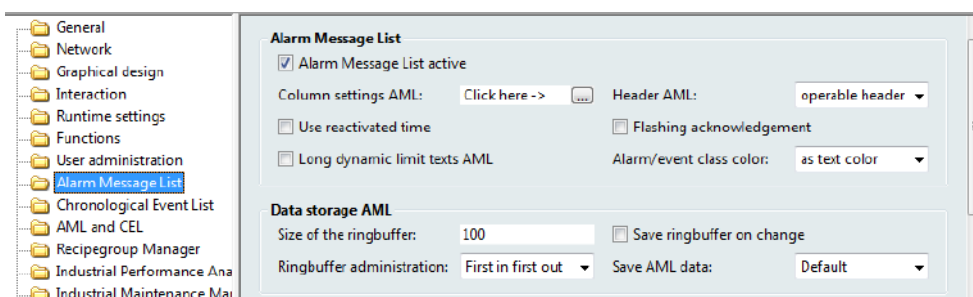 General
Network
Graphical design
Interaction
Runtime settings
Functions
User administration
Alarm Message List
Chronological Event List
AML and CEL
Recipegroup Manager
Industrial Performance Ana
Industrial Maintenance Mai
Alarm Message List
Alarm Message List active
Column settings AML: Click here -> ... Header AML: operable header
Use reactivated time Flashing acknowledgement
Long dynamic limit texts AML Alarm/event class color: as text color
Data storage AML
Size of the ringbuffer: 100 Save ringbuffer on change
Ringbuffer administration: First in first out Save AML data: Default